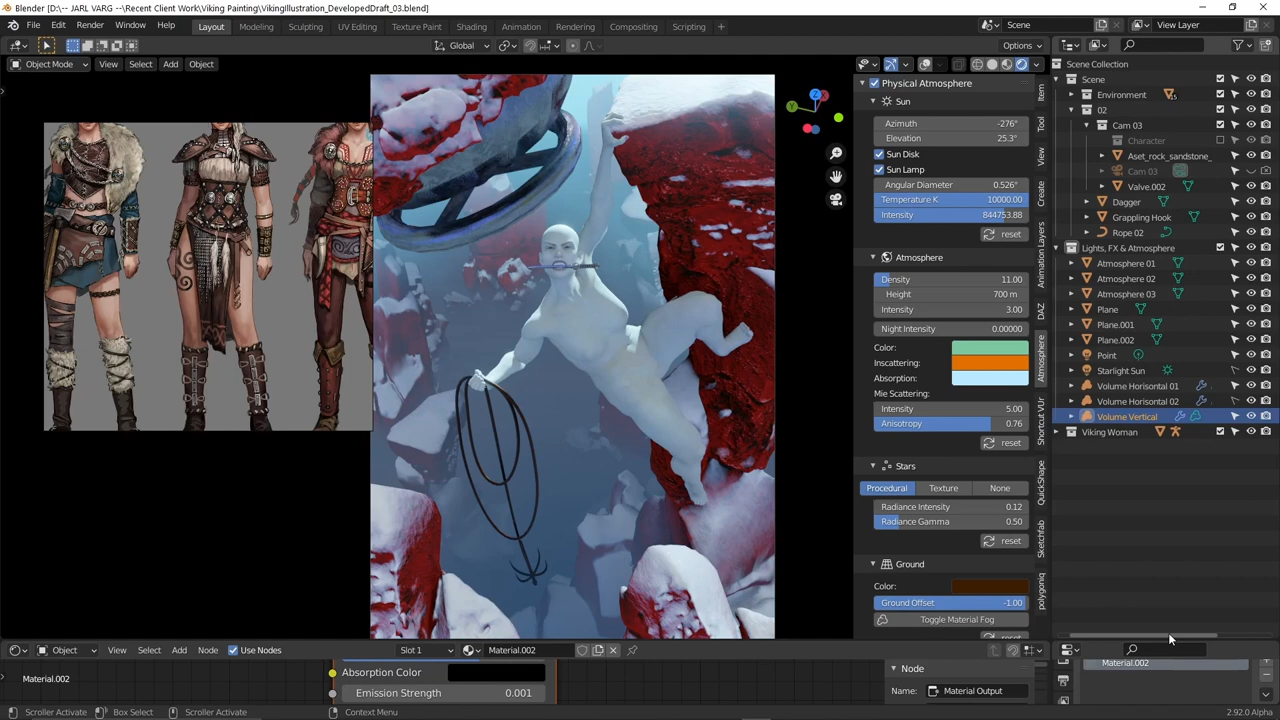 Blender [D:\-- JARL VARG --\Recent Client Work\Viking Painting\VikingIllustration_DevelopedDraft_03.blend]
File Edit Render Window Help Layout Modeling Sculpting UV Editing Texture Paint Shading Animation Rendering Compositing Scripting Scene View Layer
Global Options
Object Mode View Select Add Object
Physical Atmosphere
Sun
Azimuth -276°
Elevation 25.3°
Sun Disk
Sun Lamp
Angular Diameter 0.526°
Temperature K 10000.00
Intensity 844753.88
reset
Atmosphere
Density 11.00
Height 700 m
Intensity 3.00
Night Intensity 0.00000
Color:
Inscattering:
Absorption:
Mie Scattering:
Intensity 5.00
Anisotropy 0.76
reset
Stars
Procedural Texture None
Radiance Intensity 0.12
Radiance Gamma 0.50
reset
Ground
Color:
Ground Offset -1.00
Toggle Material Fog
Item
Tool
View
Create
Animation Layers
DAZ
Atmosphere
Shortcut VUr
QuickShape
Sketchfab
polygoniq
Scene Collection
Scene
Environment 15
02
Cam 03
Character
Aset_rock_sandstone_
Cam 03
Valve.002
Dagger
Grappling Hook
Rope 02
Lights, FX & Atmosphere
Atmosphere 01
Atmosphere 02
Atmosphere 03
Plane
Plane.001
Plane.002
Point
Starlight Sun
Volume Horisontal 01
Volume Horisontal 02
Volume Vertical
Viking Woman
Object View Select Add Node Use Nodes Slot 1 Material.002
Material.002
Absorption Color
Emission Strength 0.001
Node
Name: Material Output
Material.002
Scroller Activate Box Select Scroller Activate Context Menu 2.92.0 Alpha